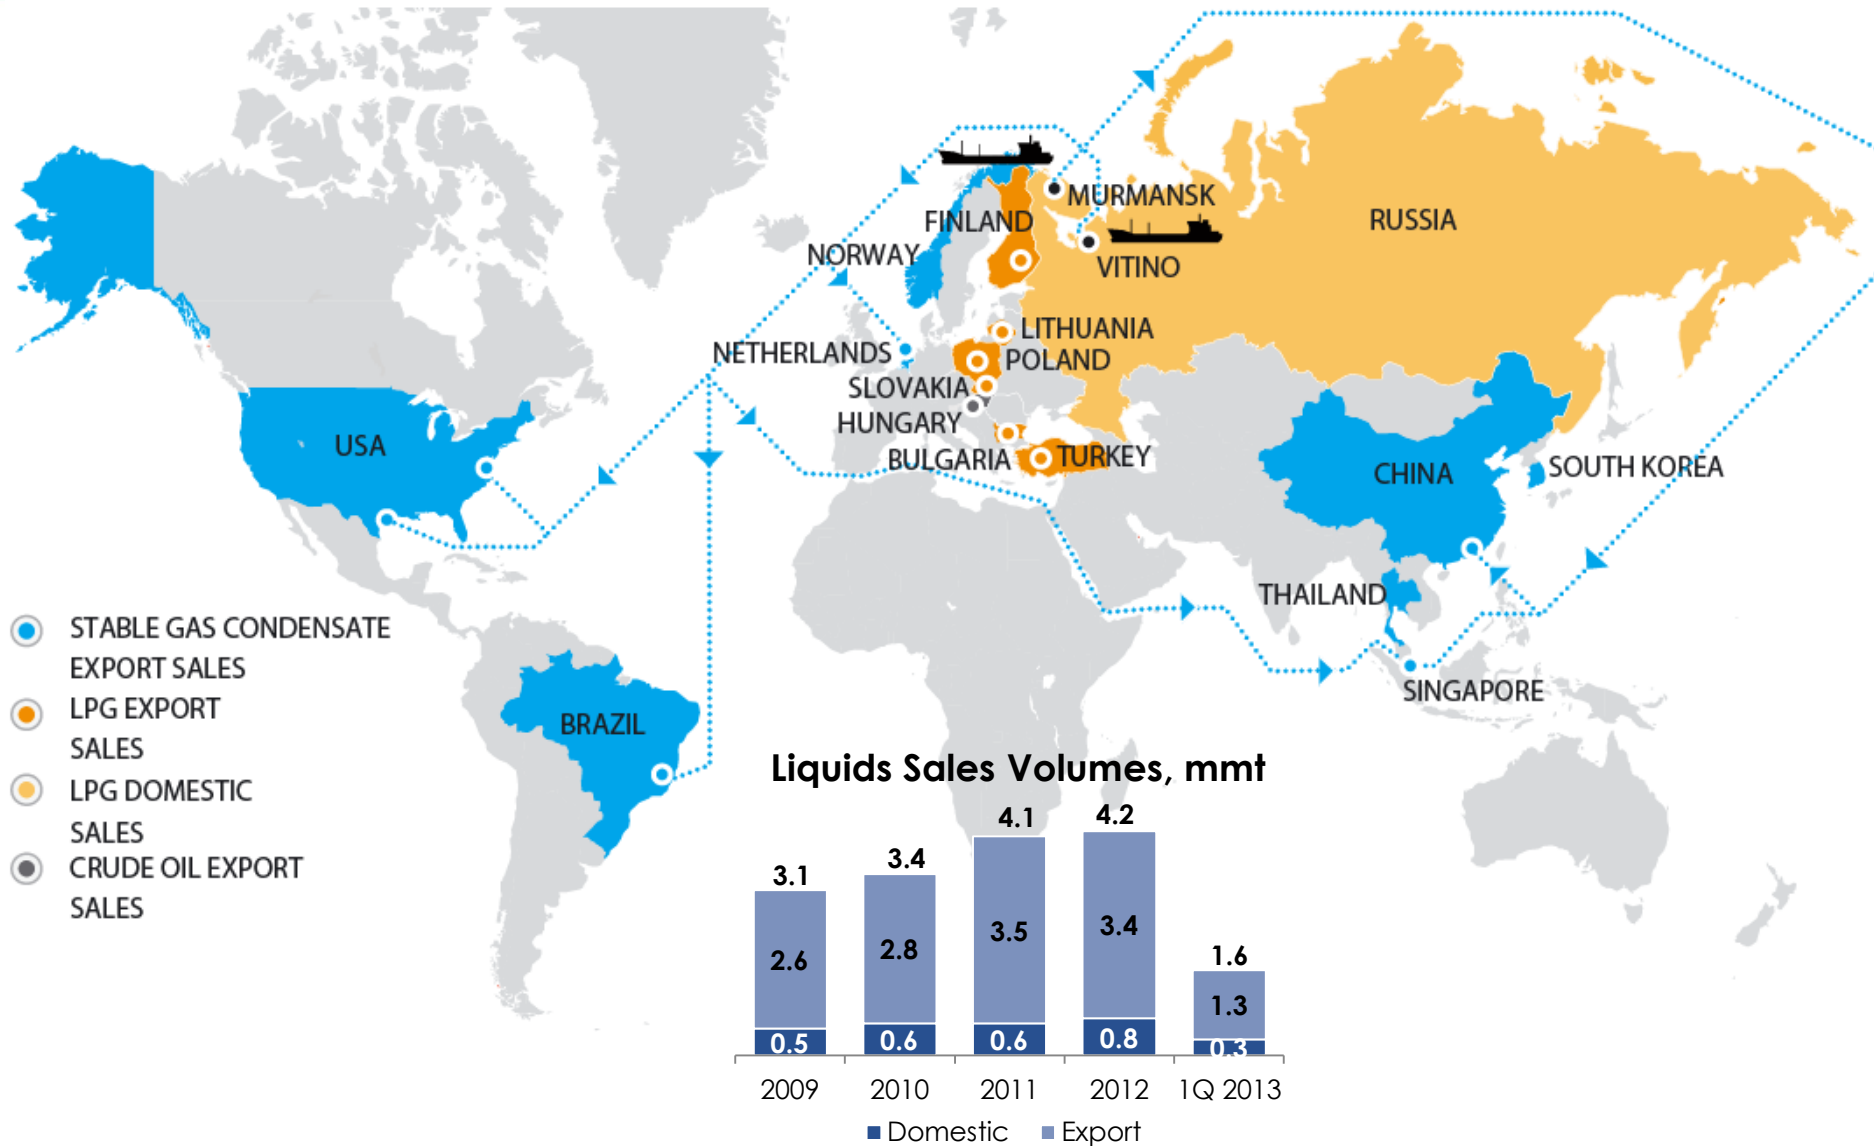 MURMANSK
RUSSIA
FINLAND
NORWAY
VITINO
LITHUANIA
NETHERLANDS
POLAND
SLOVAKIA
HUNGARY
USA
BULGARIA
TURKEY
CHINA
SOUTH KOREA
THAILAND
SINGAPORE
BRAZIL
STABLE GAS CONDENSATE
EXPORT SALES
LPG EXPORT
SALES
LPG DOMESTIC
SALES
CRUDE OIL EXPORT
SALES
Liquids Sales Volumes, mmt
3.1
3.4
4.1
4.2
1.6
2.6
2.8
3.5
3.4
1.3
0.5
0.6
0.6
0.8
0.3
2009
2010
2011
2012
1Q 2013
Domestic
Export